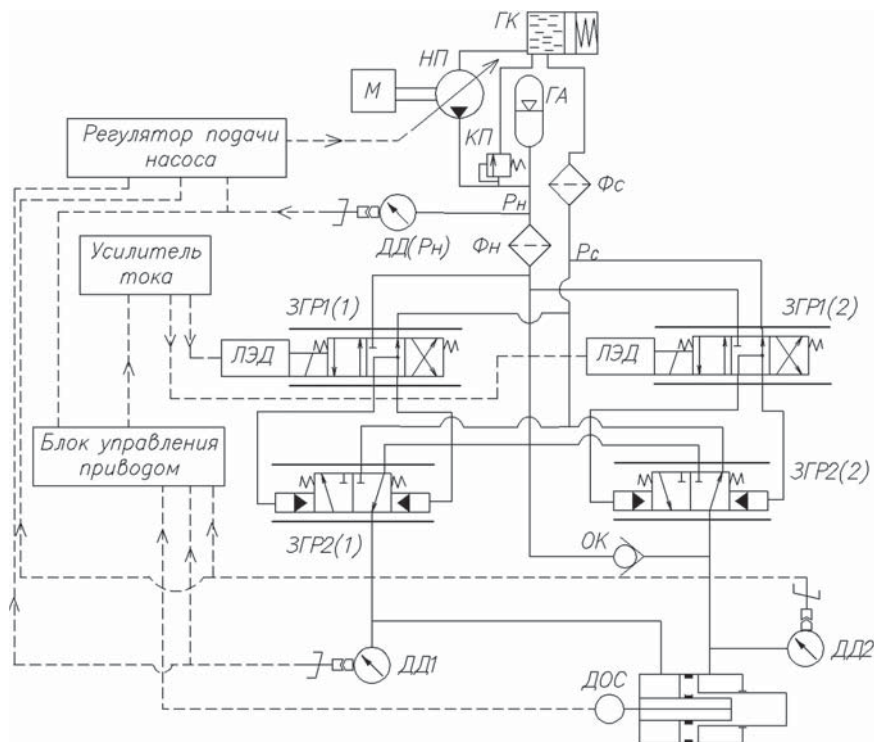 ГК
НП
М
ГА
КП
Регулятор подачи
насоса
Фс
Рн
ДД(Рн)
Фн
Рс
Усилитель
тока
ЗГР1(1)
ЗГР1(2)
ЛЭД
ЛЭД
Блок управления
приводом
ЗГР2(1)
ЗГР2(2)
ОК
ДД1
ДД2
ДОС